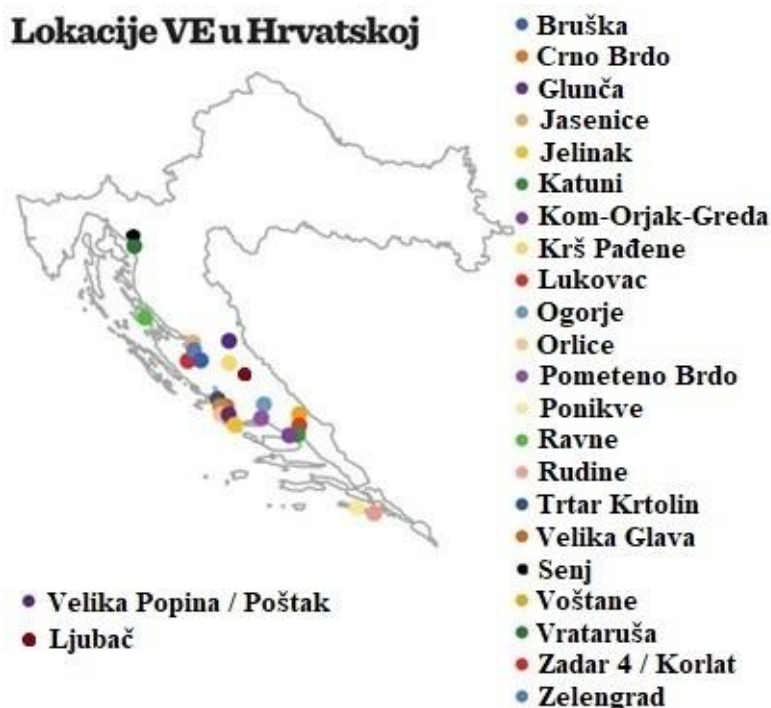 Lokacije VE u Hrvatskoj
Bruška
Crno Brdo
Glunča
Jasenice
Jelinak
Katuni
Kom-Orjak-Greda
Krš Pađene
Lukovac
Ogorje
Orlice
Pometeno Brdo
Ponikve
Ravne
Rudine
Trtar Krtolin
Velika Glava
Senj
Voštane
Vrataruša
Zadar 4 / Korlat
Zelengrad
Velika Popina / Poštak
Ljubač